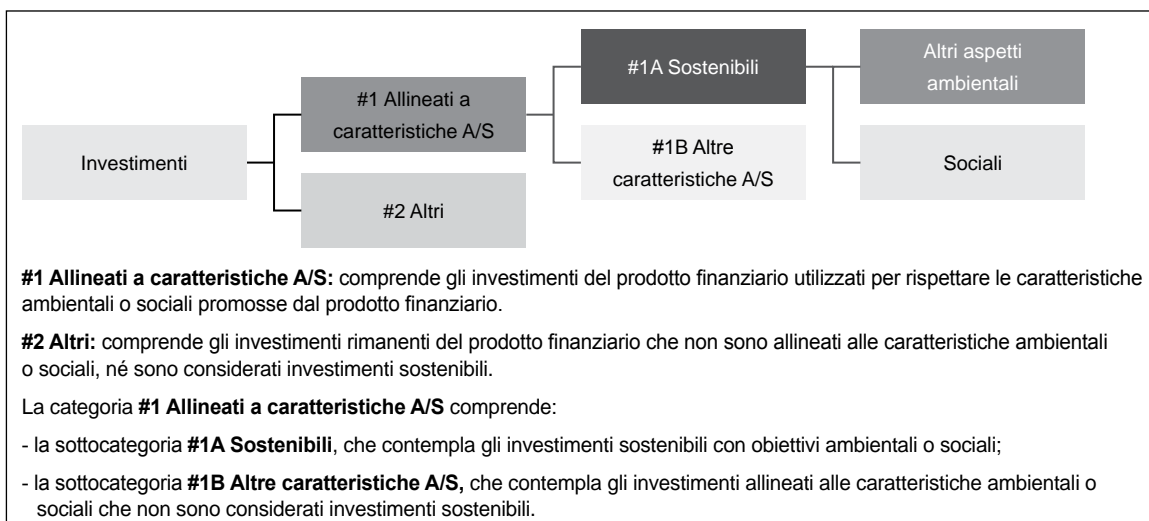 Investimenti
#1 Allineati a
caratteristiche A/S
#2 Altri
#1A Sostenibili
#1B Altre
caratteristiche A/S
Altri aspetti
ambientali
Sociali
#1 Allineati a caratteristiche A/S: comprende gli investimenti del prodotto finanziario utilizzati per rispettare le caratteristiche
ambientali o sociali promosse dal prodotto finanziario.
#2 Altri: comprende gli investimenti rimanenti del prodotto finanziario che non sono allineati alle caratteristiche ambientali
o sociali, né sono considerati investimenti sostenibili.
La categoria #1 Allineati a caratteristiche A/S comprende:
- la sottocategoria #1A Sostenibili, che contempla gli investimenti sostenibili con obiettivi ambientali o sociali;
- la sottocategoria #1B Altre caratteristiche A/S, che contempla gli investimenti allineati alle caratteristiche ambientali o
sociali che non sono considerati investimenti sostenibili.